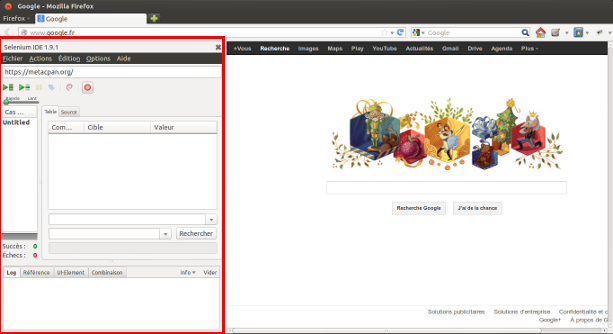 Google - Mozilla Firefox
Firefox
Google
www.google.fr
Google
Selenium IDE 1.9.1
Fichier Actions Édition Options Aide
https://metacpan.org/
Rapide Lent
Cas ...
Untitled
Table Source
Com... Cible Valeur
Rechercher
Succès : 0
Échecs : 0
Log Référence UI-Element Combinaison Info Vider
+Vous Recherche Images Maps Play YouTube Actualités Gmail Drive Agenda Plus
Recherche Google J'ai de la chance
Solutions publicitaires Solutions d'entreprise Confidentialité et c
Google+ À propos de G